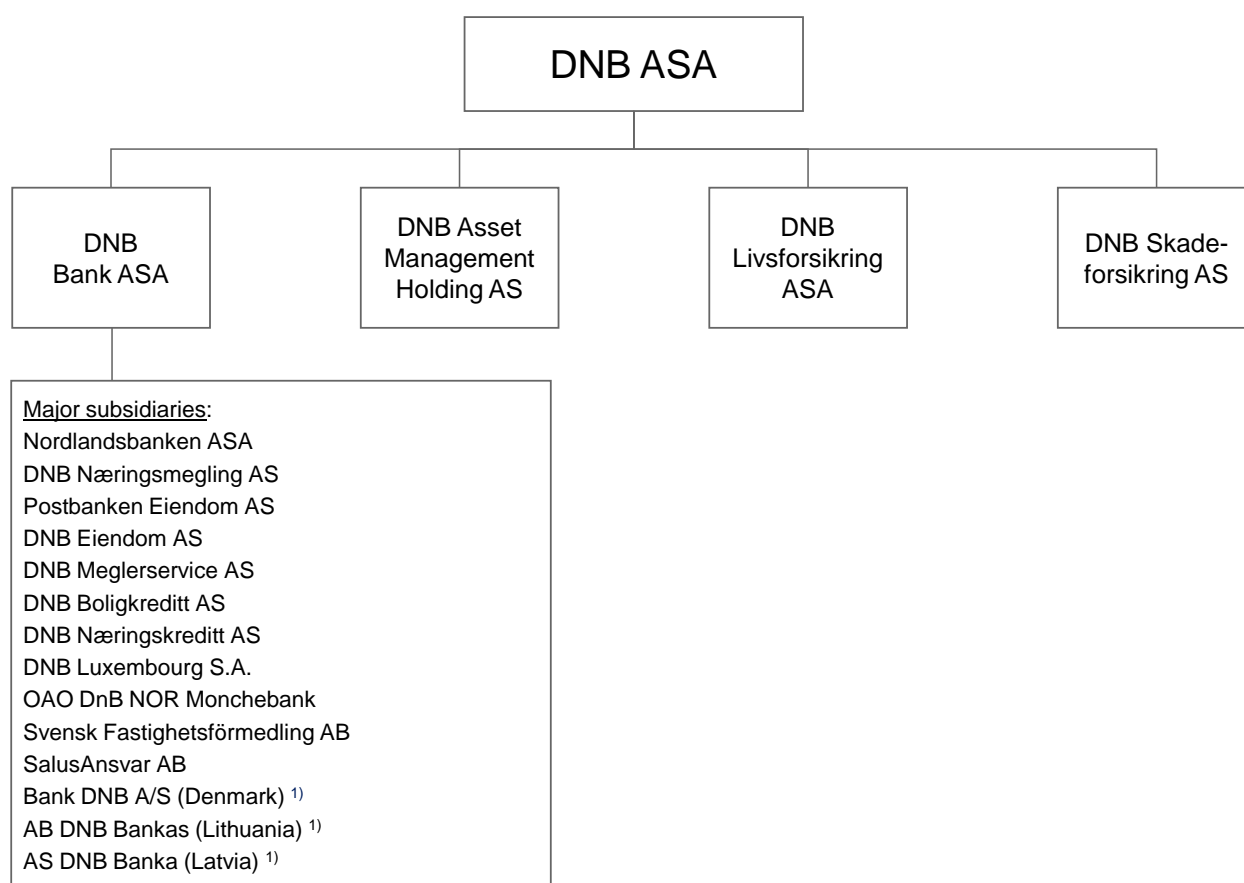 DNB ASA
DNB
Bank ASA
DNB Asset
Management
Holding AS
DNB
Livsforsikring
ASA
DNB Skade-
forsikring AS
Major subsidiaries:
Nordlandsbanken ASA
DNB Næringsmegling AS
Postbanken Eiendom AS
DNB Eiendom AS
DNB Meglerservice AS
DNB Boligkreditt AS
DNB Næringskreditt AS
DNB Luxembourg S.A.
OAO DnB NOR Monchebank
Svensk Fastighetsförmedling AB
SalusAnsvar AB
Bank DNB A/S (Denmark) 1)
AB DNB Bankas (Lithuania) 1)
AS DNB Banka (Latvia) 1)